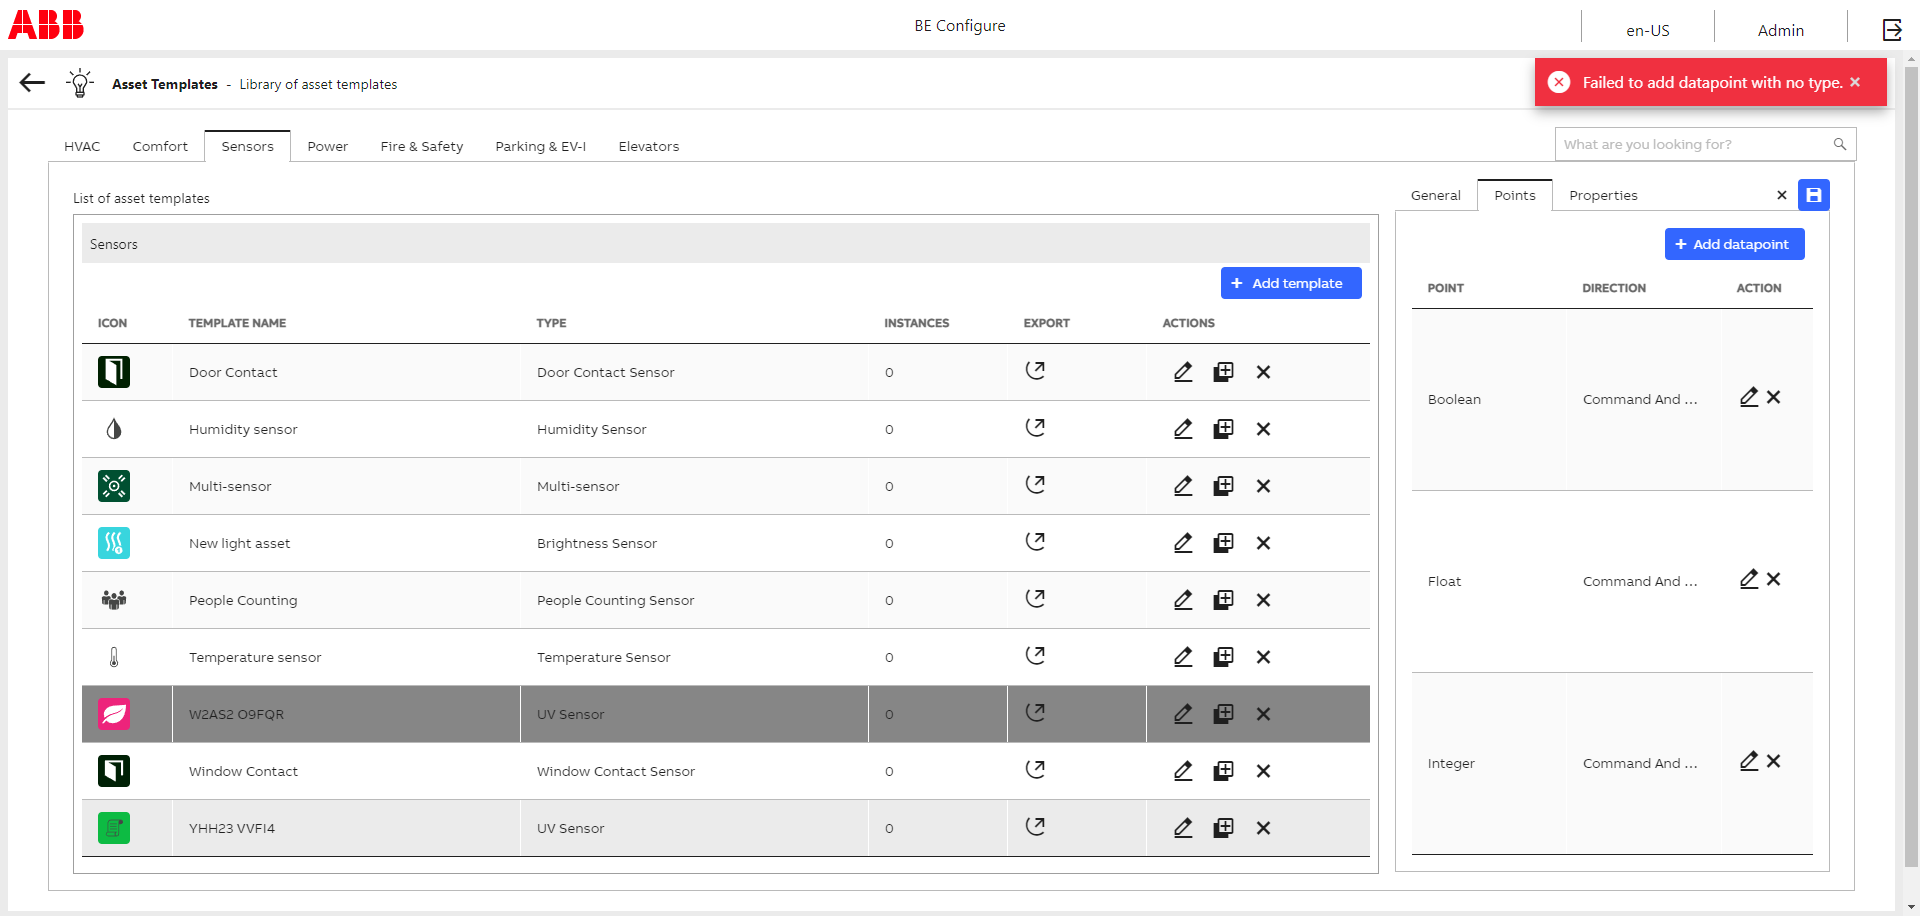 ABB
BE Configure
en-US
Admin
Asset Templates - Library of asset templates
Failed to add datapoint with no type.
HVAC
Comfort
Sensors
Power
Fire & Safety
Parking & EV-I
Elevators
What are you looking for?
List of asset templates
Sensors
Add template
ICON TEMPLATE NAME TYPE INSTANCES EXPORT ACTIONS
Door Contact Door Contact Sensor 0
Humidity sensor Humidity Sensor 0
Multi-sensor Multi-sensor 0
New light asset Brightness Sensor 0
People Counting People Counting Sensor 0
Temperature sensor Temperature Sensor 0
W2AS2 O9FQR UV Sensor 0
Window Contact Window Contact Sensor 0
YHH23 VVFI4 UV Sensor 0
General
Points
Properties
Add datapoint
POINT DIRECTION ACTION
Boolean Command And ...
Float Command And ...
Integer Command And ...